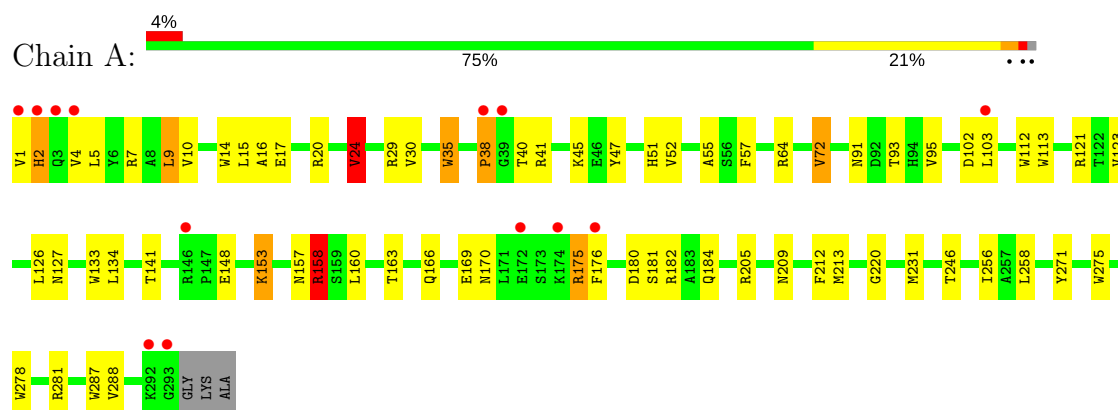 4%
Chain A:
75% 21% • ••
V1 H2 Q3 V4 L5 Y6 R7 A8 L9 V10 W14 L15 A16 E17 R20 V24 R29 V30 W35 P38 G39 T40 R41 K45 E46 Y47 H51 V52 A55 S56 F57 R64 V72 N91 D92 T93 H94 V95 D102 L103 W112 W113 R121 T122 V123
L126 N127 W133 L134 T141 R146 P147 E148 K153 N157 R158 S159 L160 T163 Q166 E169 N170 L171 E172 S173 K174 R175 F176 D180 S181 R182 A183 Q184 R205 N209 F212 M213 G220 M231 T246 I256 A257 L258 Y271 W275
W278 R281 W287 V288 K292 G293 GLY LYS ALA